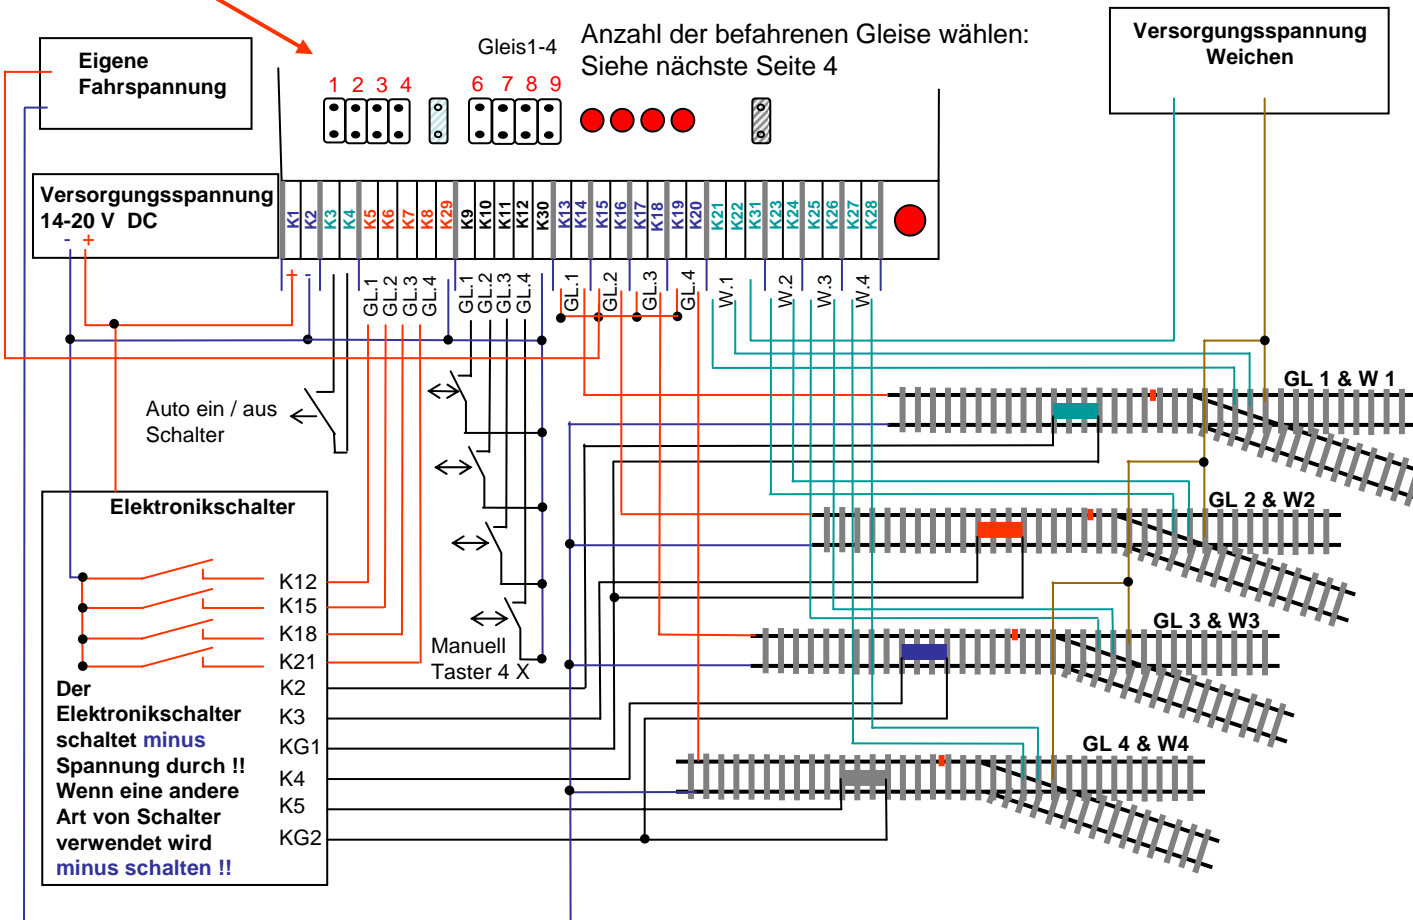 Anzahl der befahrenen Gleise wählen:
Siehe nächste Seite 4
Gleis1-4
Eigene
Fahrspannung
Versorgungsspannung
Weichen
1 2 3 4
6 7 8 9
Versorgungsspannung
14-20 V DC
- +
K1 K2 K3 K4 K5 K6 K7 K8 K29 K9 K10 K11 K12 K30 K13 K14 K15 K16 K17 K18 K19 K20 K21 K22 K31 K23 K24 K25 K26 K27 K28
+ -
GL.1 GL.2 GL.3 GL.4
GL.1 GL.2 GL.3 GL.4
GL.1 GL.2 GL.3 GL.4
W.1 W.2 W.3 W.4
Auto ein / aus
Schalter
GL 1 & W 1
GL 2 & W2
GL 3 & W3
GL 4 & W4
Manuell
Taster 4 X
Elektronikschalter
K12
K15
K18
K21
K2
K3
KG1
K4
K5
KG2
Der
Elektronikschalter
schaltet minus
Spannung durch !!
Wenn eine andere
Art von Schalter
verwendet wird
minus schalten !!